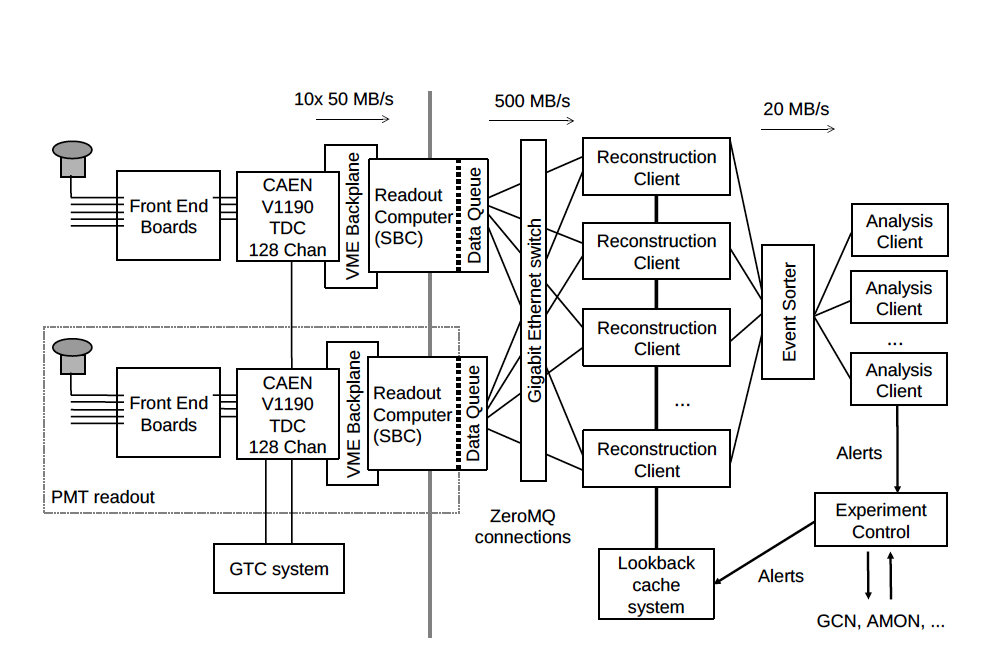 10x 50 MB/s
500 MB/s
20 MB/s
Front End
Boards
CAEN
V1190
TDC
128 Chan
VME Backplane
Readout
Computer
(SBC)
Data Queue
Gigabit Ethernet switch
Reconstruction
Client
Reconstruction
Client
Reconstruction
Client
...
Reconstruction
Client
Event Sorter
Analysis
Client
Analysis
Client
...
Analysis
Client
Front End
Boards
CAEN
V1190
TDC
128 Chan
VME Backplane
Readout
Computer
(SBC)
Data Queue
PMT readout
GTC system
ZeroMQ
connections
Lookback
cache
system
Alerts
Alerts
Experiment
Control
GCN, AMON, ...